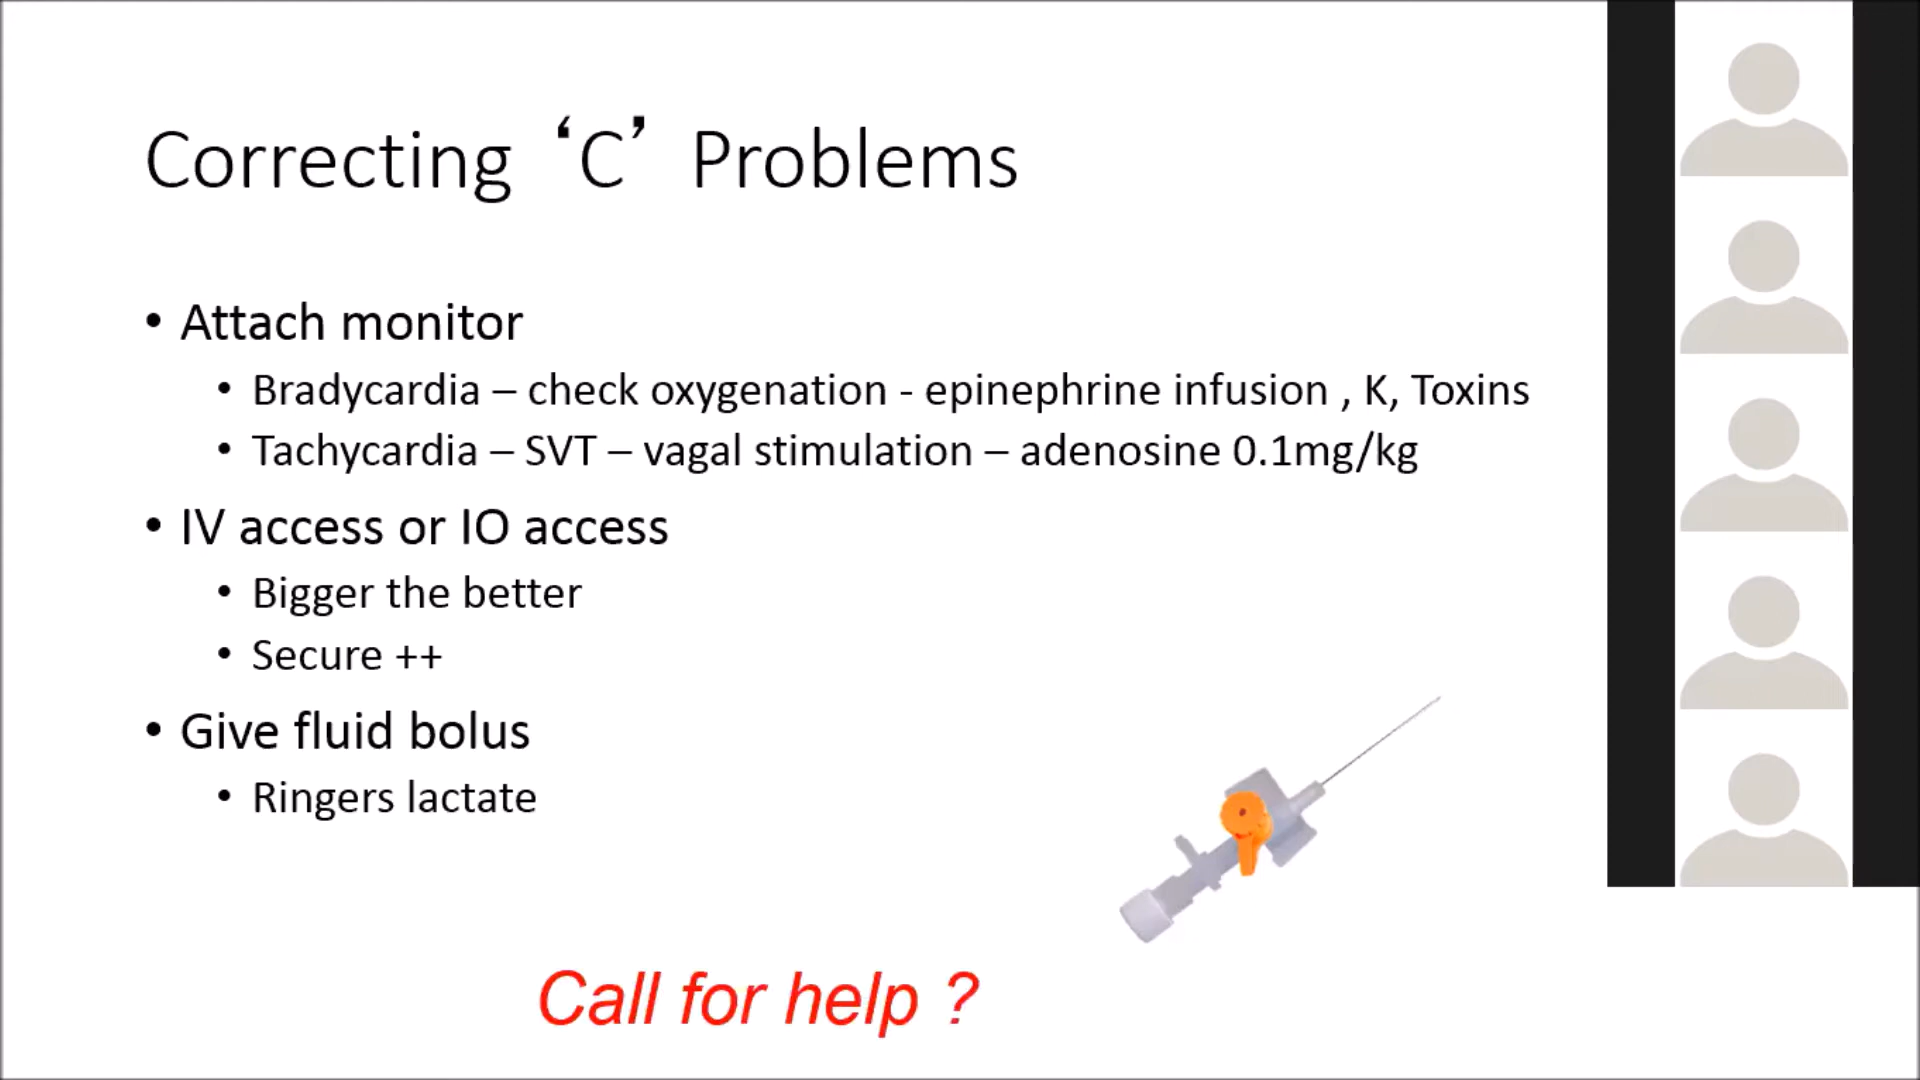 Correcting ‘C’ Problems
• Attach monitor
• Bradycardia – check oxygenation - epinephrine infusion , K, Toxins
• Tachycardia – SVT – vagal stimulation – adenosine 0.1mg/kg
• IV access or IO access
• Bigger the better
• Secure ++
• Give fluid bolus
• Ringers lactate
Call for help ?